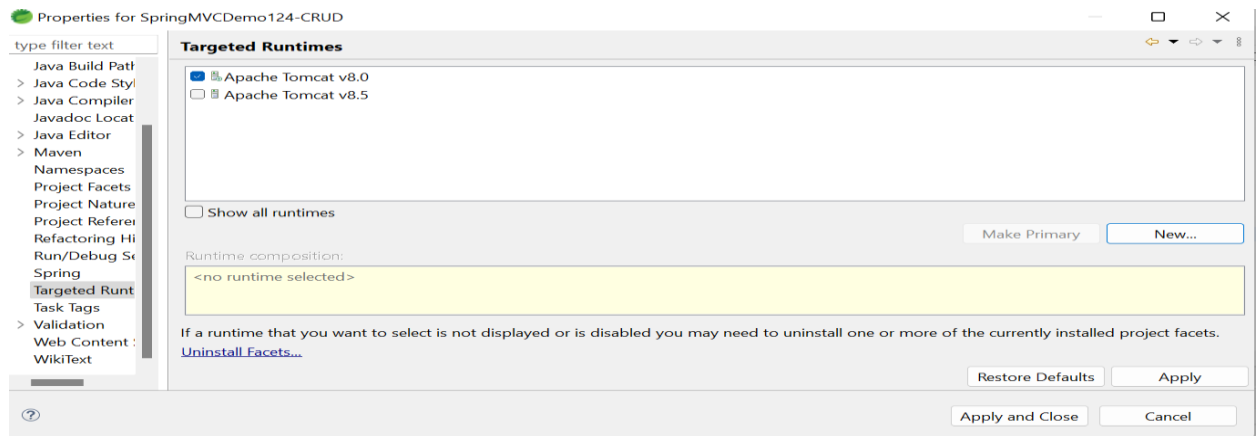 Properties for SpringMVCDemo124-CRUD
type filter text
Java Build Path
Java Code Styl
Java Compiler
Javadoc Locat
Java Editor
Maven
Namespaces
Project Facets
Project Nature
Project Referen
Refactoring Hi
Run/Debug Se
Spring
Targeted Runt
Task Tags
Validation
Web Content
WikiText
Targeted Runtimes
Apache Tomcat v8.0
Apache Tomcat v8.5
Show all runtimes
Make Primary
New...
Runtime composition:
<no runtime selected>
If a runtime that you want to select is not displayed or is disabled you may need to uninstall one or more of the currently installed project facets.
Uninstall Facets...
Restore Defaults
Apply
Apply and Close
Cancel